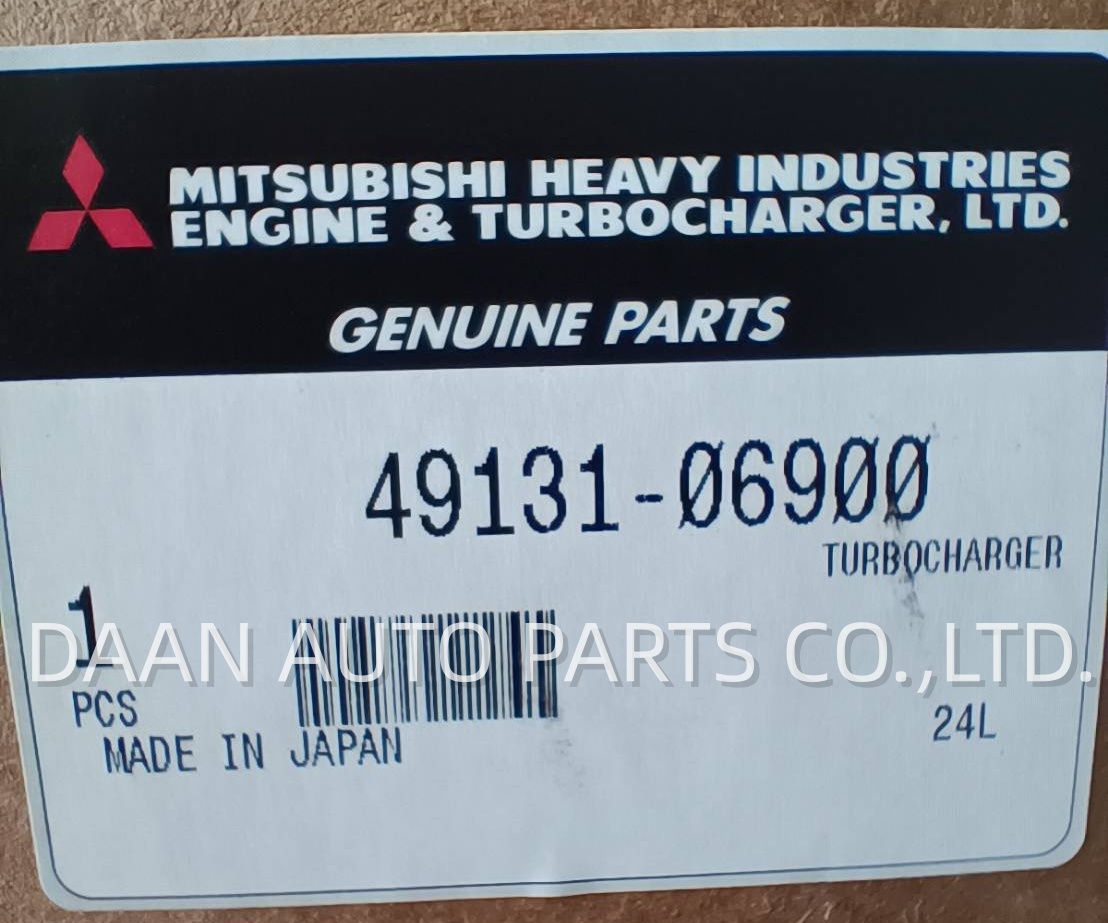 MITSUBISHI HEAVY INDUSTRIES
ENGINE & TURBOCHARGER, LTD.
GENUINE PARTS
49131-06900
TURBOCHARGER
1
DAAN AUTO PARTS CO.,LTD.
PCS
24L
MADE IN JAPAN